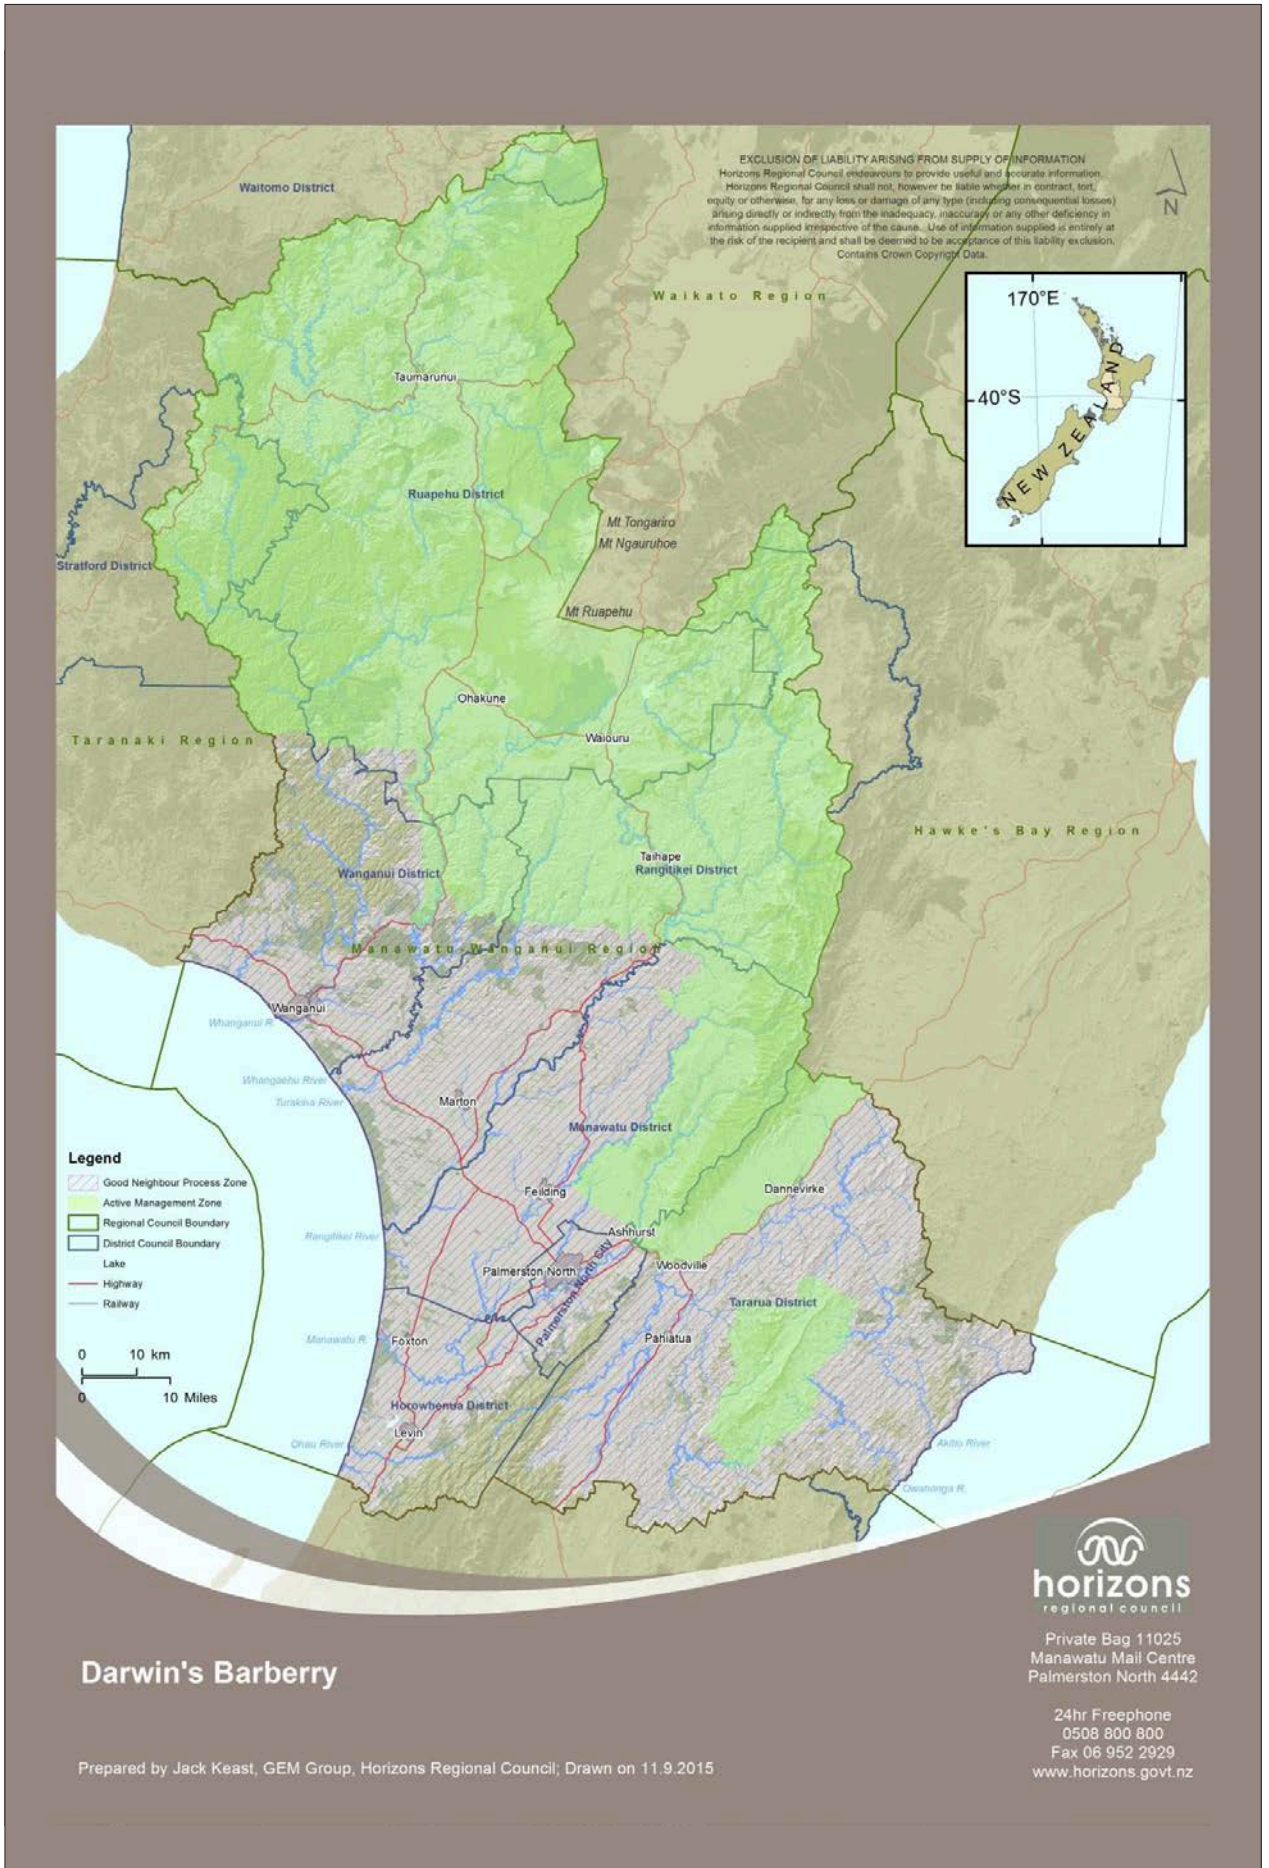 EXCLUSION OF LIABILITY ARISING FROM SUPPLY OF INFORMATION
Horizons Regional Council endeavours to provide useful and accurate information.
Horizons Regional Council shall not, however be liable whether in contract, tort,
equity or otherwise, for any loss or damage of any type (including consequential losses)
arising directly or indirectly from the inadequacy, inaccuracy or any other deficiency in
information supplied irrespective of the cause. Use of information supplied is entirely at
the risk of the recipient and shall be deemed to be acceptance of this liability exclusion.
Contains Crown Copyright Data.
N
Waitomo District
Waikato Region
170°E
40°S
NEW ZEALAND
Taumarunui
Ruapehu District
Mt Tongariro
Mt Ngauruhoe
Stratford District
Mt Ruapehu
Ohakune
Taranaki Region
Waiouru
Hawke's Bay Region
Taihape
Rangitikei District
Wanganui District
Manawatu-Wanganui Region
Wanganui
Whanganui R.
Whangaehu River
Turakina River
Marton
Manawatu District
Legend
Good Neighbour Process Zone
Active Management Zone
Regional Council Boundary
District Council Boundary
Lake
Highway
Railway
0 10 km
0 10 Miles
Feilding
Dannevirke
Rangitikei River
Ashhurst
Palmerston North
Palmerston North City
Woodville
Tararua District
Manawatu R.
Foxton
Pahiatua
Horowhenua District
Levin
Ohau River
Akitio River
Owahanga R.
horizons
regional council
Private Bag 11025
Manawatu Mail Centre
Palmerston North 4442
24hr Freephone
0508 800 800
Fax 06 952 2929
www.horizons.govt.nz
Darwin's Barberry
Prepared by Jack Keast, GEM Group, Horizons Regional Council; Drawn on 11.9.2015